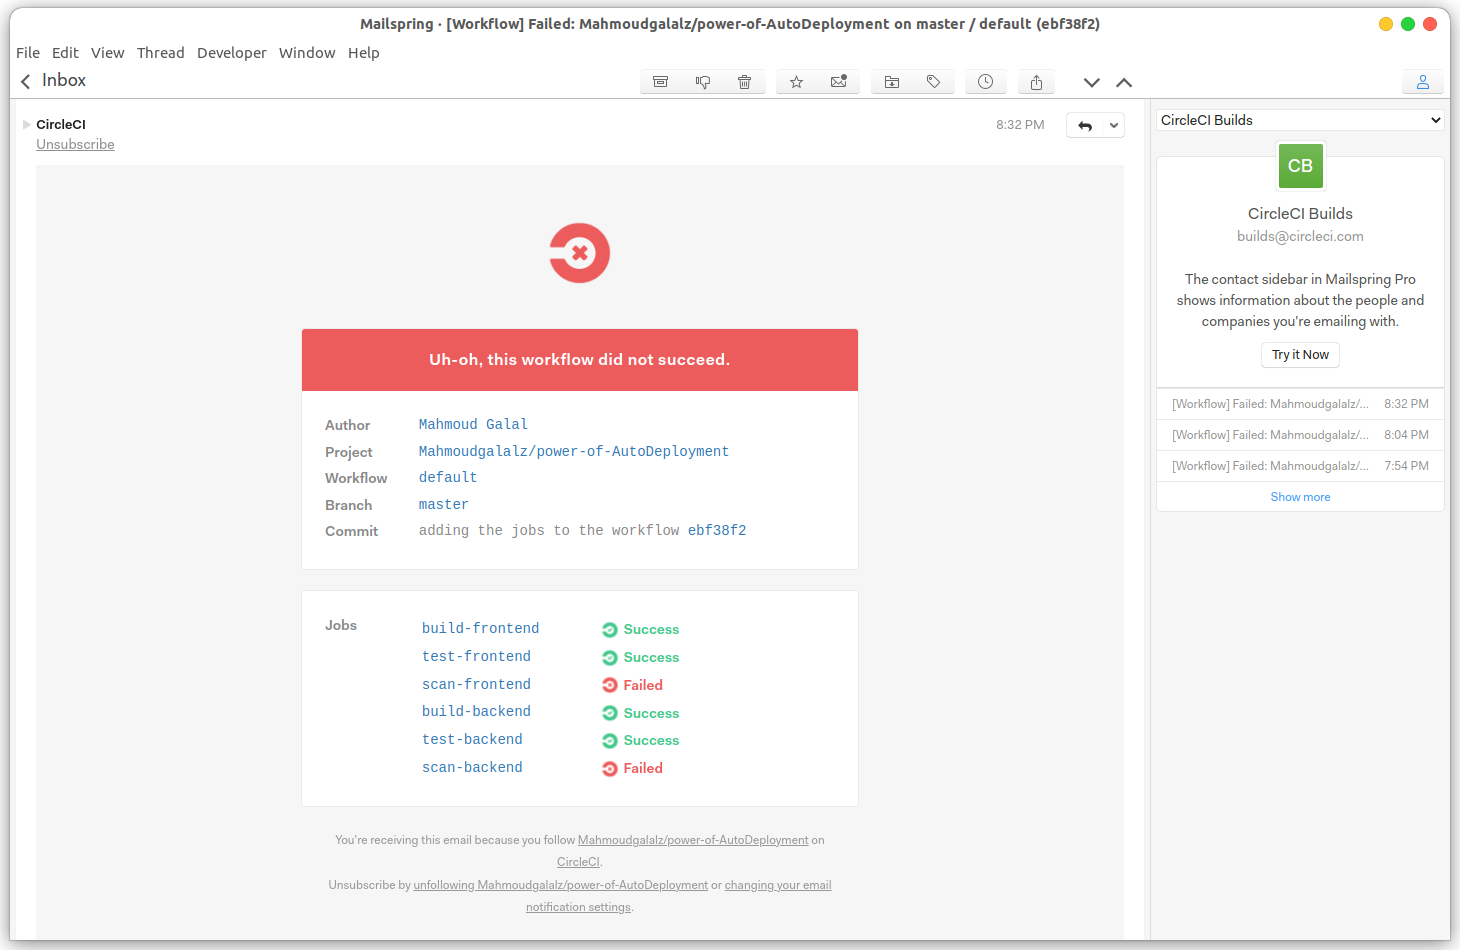 Mailspring · [Workflow] Failed: Mahmoudgalalz/power-of-AutoDeployment on master / default (ebf38f2)
File Edit View Thread Developer Window Help
Inbox
CircleCI
8:32 PM
Unsubscribe
Uh-oh, this workflow did not succeed.
Author Mahmoud Galal
Project Mahmoudgalalz/power-of-AutoDeployment
Workflow default
Branch master
Commit adding the jobs to the workflow ebf38f2
Jobs build-frontend Success
test-frontend Success
scan-frontend Failed
build-backend Success
test-backend Success
scan-backend Failed
You're receiving this email because you follow Mahmoudgalalz/power-of-AutoDeployment on
CircleCI.
Unsubscribe by unfollowing Mahmoudgalalz/power-of-AutoDeployment or changing your email
notification settings.
CircleCI Builds
CB
CircleCI Builds
builds@circleci.com
The contact sidebar in Mailspring Pro
shows information about the people and
companies you're emailing with.
Try it Now
[Workflow] Failed: Mahmoudgalalz/... 8:32 PM
[Workflow] Failed: Mahmoudgalalz/... 8:04 PM
[Workflow] Failed: Mahmoudgalalz/... 7:54 PM
Show more